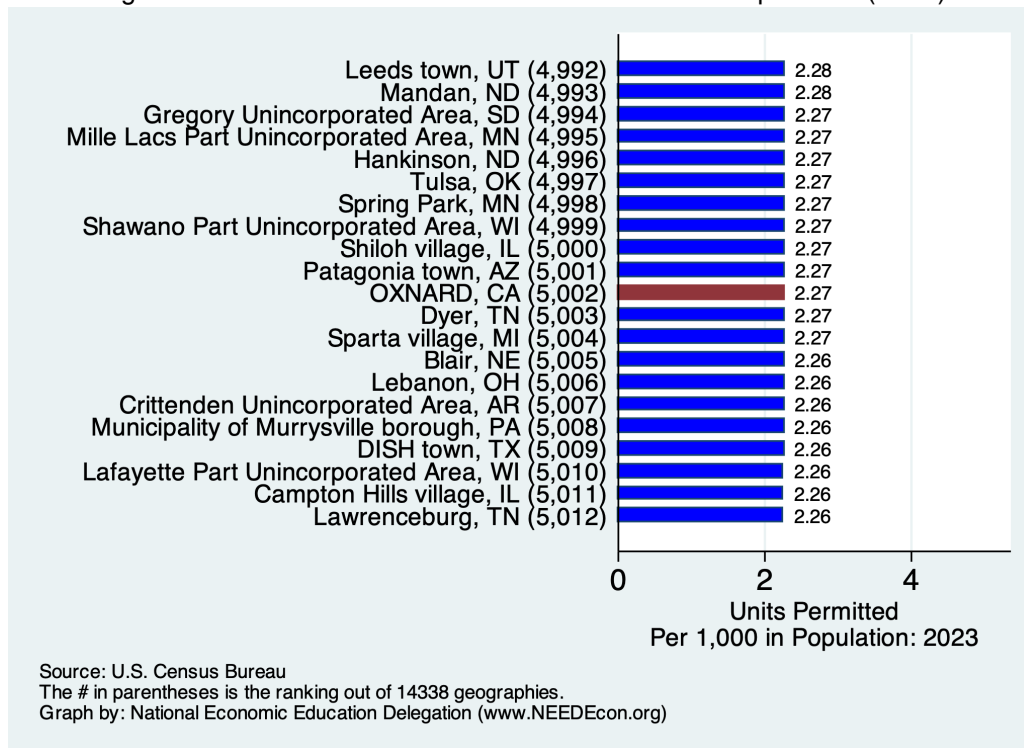 Leeds town, UT (4,992) 2.28
Mandan, ND (4,993) 2.28
Gregory Unincorporated Area, SD (4,994) 2.27
Mille Lacs Part Unincorporated Area, MN (4,995) 2.27
Hankinson, ND (4,996) 2.27
Tulsa, OK (4,997) 2.27
Spring Park, MN (4,998) 2.27
Shawano Part Unincorporated Area, WI (4,999) 2.27
Shiloh village, IL (5,000) 2.27
Patagonia town, AZ (5,001) 2.27
OXNARD, CA (5,002) 2.27
Dyer, TN (5,003) 2.27
Sparta village, MI (5,004) 2.27
Blair, NE (5,005) 2.26
Lebanon, OH (5,006) 2.26
Crittenden Unincorporated Area, AR (5,007) 2.26
Municipality of Murrysville borough, PA (5,008) 2.26
DISH town, TX (5,009) 2.26
Lafayette Part Unincorporated Area, WI (5,010) 2.26
Campton Hills village, IL (5,011) 2.26
Lawrenceburg, TN (5,012) 2.26
0 2 4
Units Permitted
Per 1,000 in Population: 2023
Source: U.S. Census Bureau
The # in parentheses is the ranking out of 14338 geographies.
Graph by: National Economic Education Delegation (www.NEEDEcon.org)